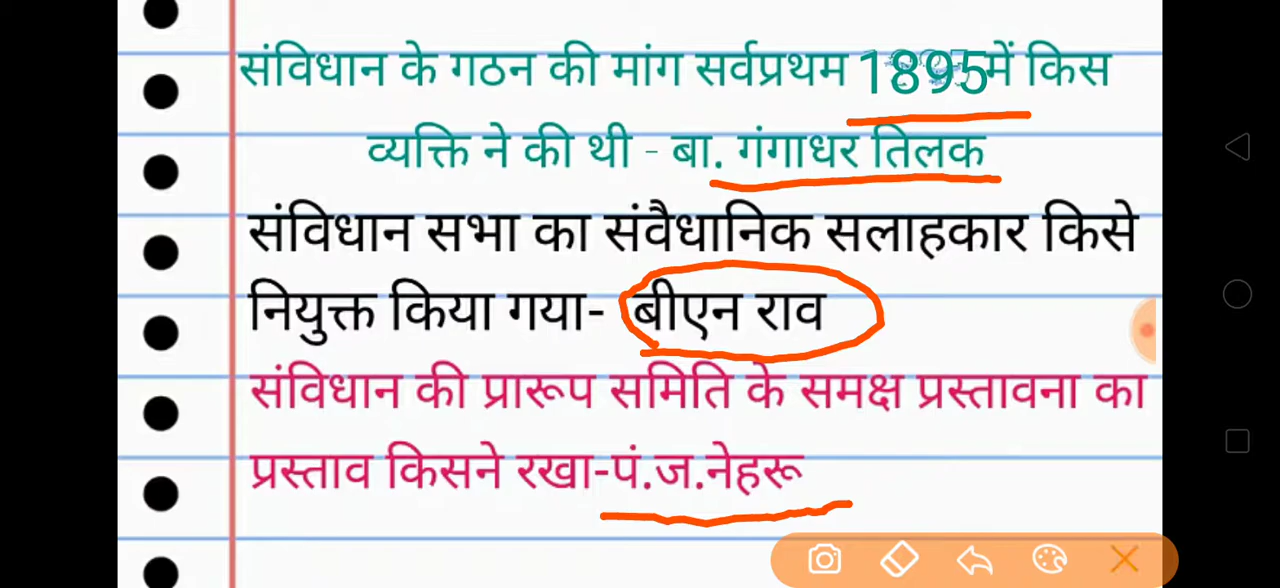 संविधान के गठन की मांग सर्वप्रथम 1895 में किस
व्यक्ति ने की थी - बा. गंगाधर तिलक
संविधान सभा का संवैधानिक सलाहकार किसे
नियुक्त किया गया- बीएन राव
संविधान की प्रारूप समिति के समक्ष प्रस्तावना का
प्रस्ताव किसने रखा-पं.ज.नेहरू